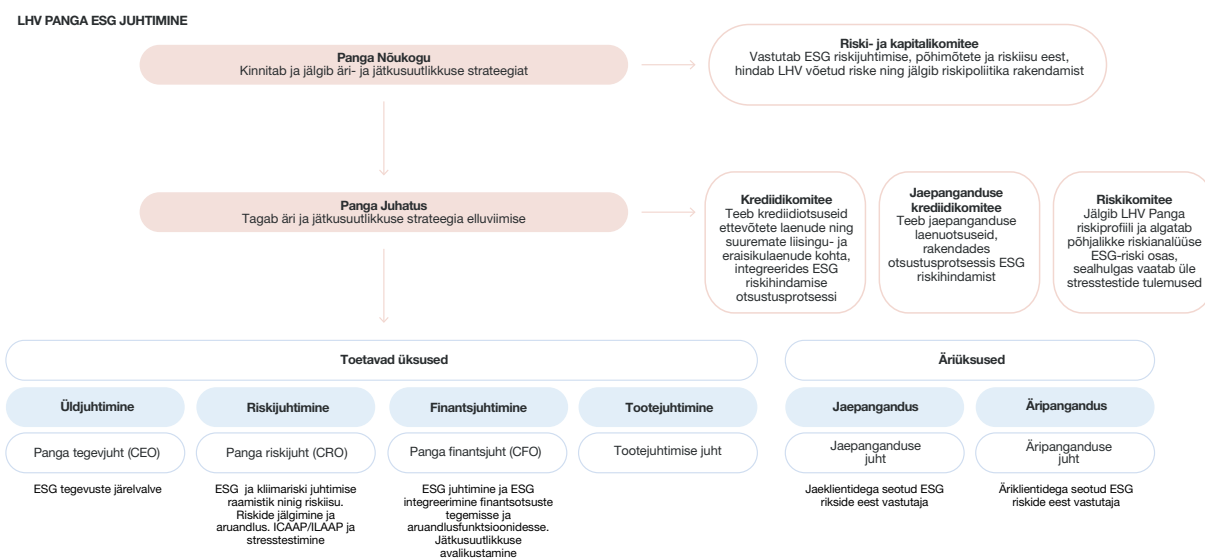 LHV PANGA ESG JUHTIMINE
Panga Nõukogu
Kinnitab ja jälgib äri- ja jätkusuutlikkuse strateegiat
Riski- ja kapitalikomitee
Vastutab ESG riskijuhtimise, põhimõtete ja riskiisu eest,
hindab LHV võetud riske ning jälgib riskipoliitika rakendamist
Panga Juhatus
Tagab äri ja jätkusuutlikkuse strateegia elluviimise
Krediidikomitee
Teeb krediidiotsuseid
ettevõtete laenude ning
suuremate liisingu- ja
eraisikulaenude kohta,
integreerides ESG
riskihindamise
otsustusprotsessi
Jaepanganduse
krediidikomitee
Teeb jaepanganduse
laenuotsuseid,
rakendades
otsustusprotsessis ESG
riskihindamist
Riskikomitee
Jälgib LHV Panga
riskiprofiili ja algatab
põhjalikke riskianalüüse
ESG-riski osas,
sealhulgas vaatab üle
stresstestide tulemused
Toetavad üksused
Äriüksused
Üldjuhtimine
Riskijuhtimine
Finantsjuhtimine
Tootejuhtimine
Jaepangandus
Äripangandus
Panga tegevjuht (CEO)
Panga riskijuht (CRO)
Panga finantsjuht (CFO)
Tootejuhtimise juht
Jaepanganduse
juht
Äripanganduse
juht
ESG tegevuste järelvalve
ESG ja kliimariski juhtimise
raamistik ninig riskiisu.
Riskide jälgimine ja
aruandlus. ICAAP/ILAAP ja
stresstestimine
ESG juhtimine ja ESG
integreerimine finantsotsuste
tegemisse ja
aruandlusfunktsioonidesse.
Jätkusuutlikkuse
avalikustamine
Jaeklientidega seotud ESG
rikside eest vastutaja
Äriklientidega seotud ESG
riskide eest vastutaja